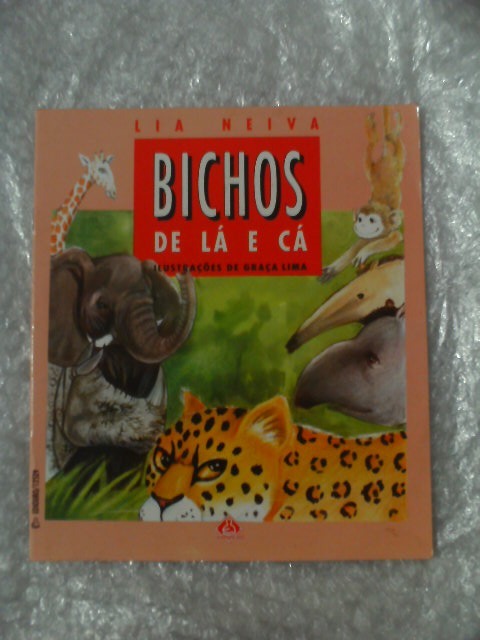 LIA NEIVA
BICHOS
DE LÁ E CÁ
ILUSTRAÇÕES DE GRAÇA LIMA